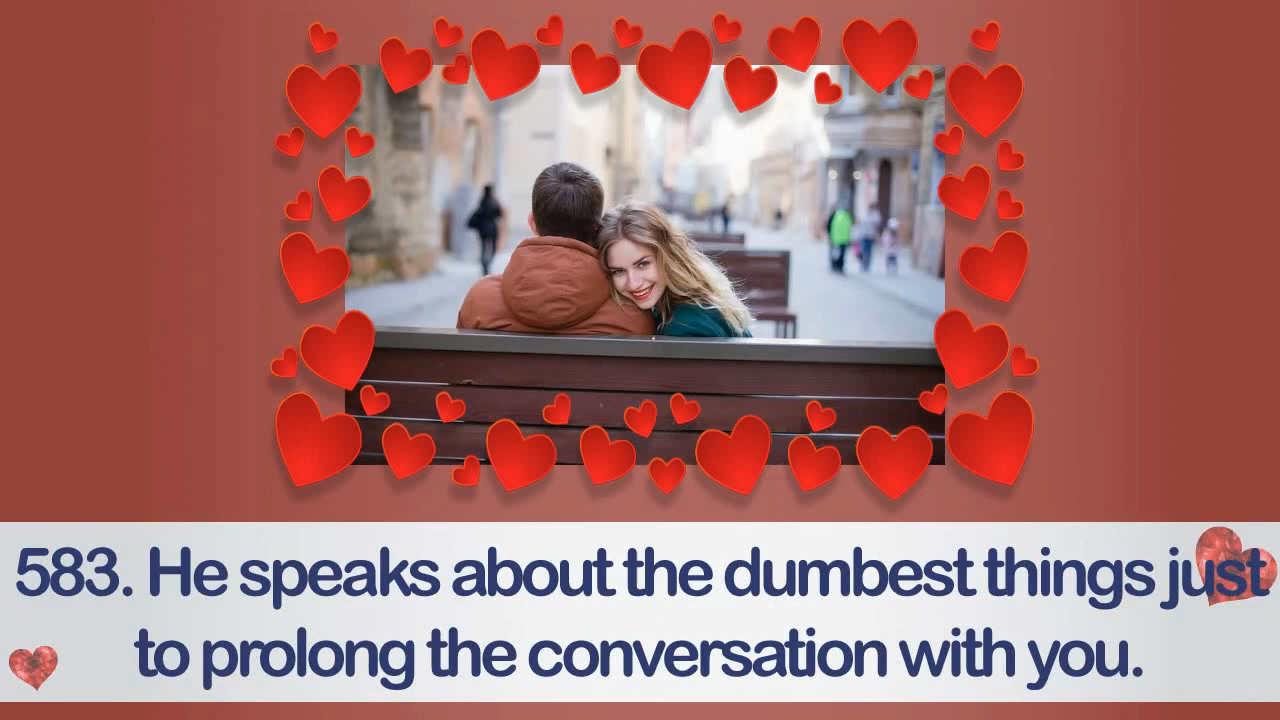 583. He speaks about the dumbest things just
to prolong the conversation with you.